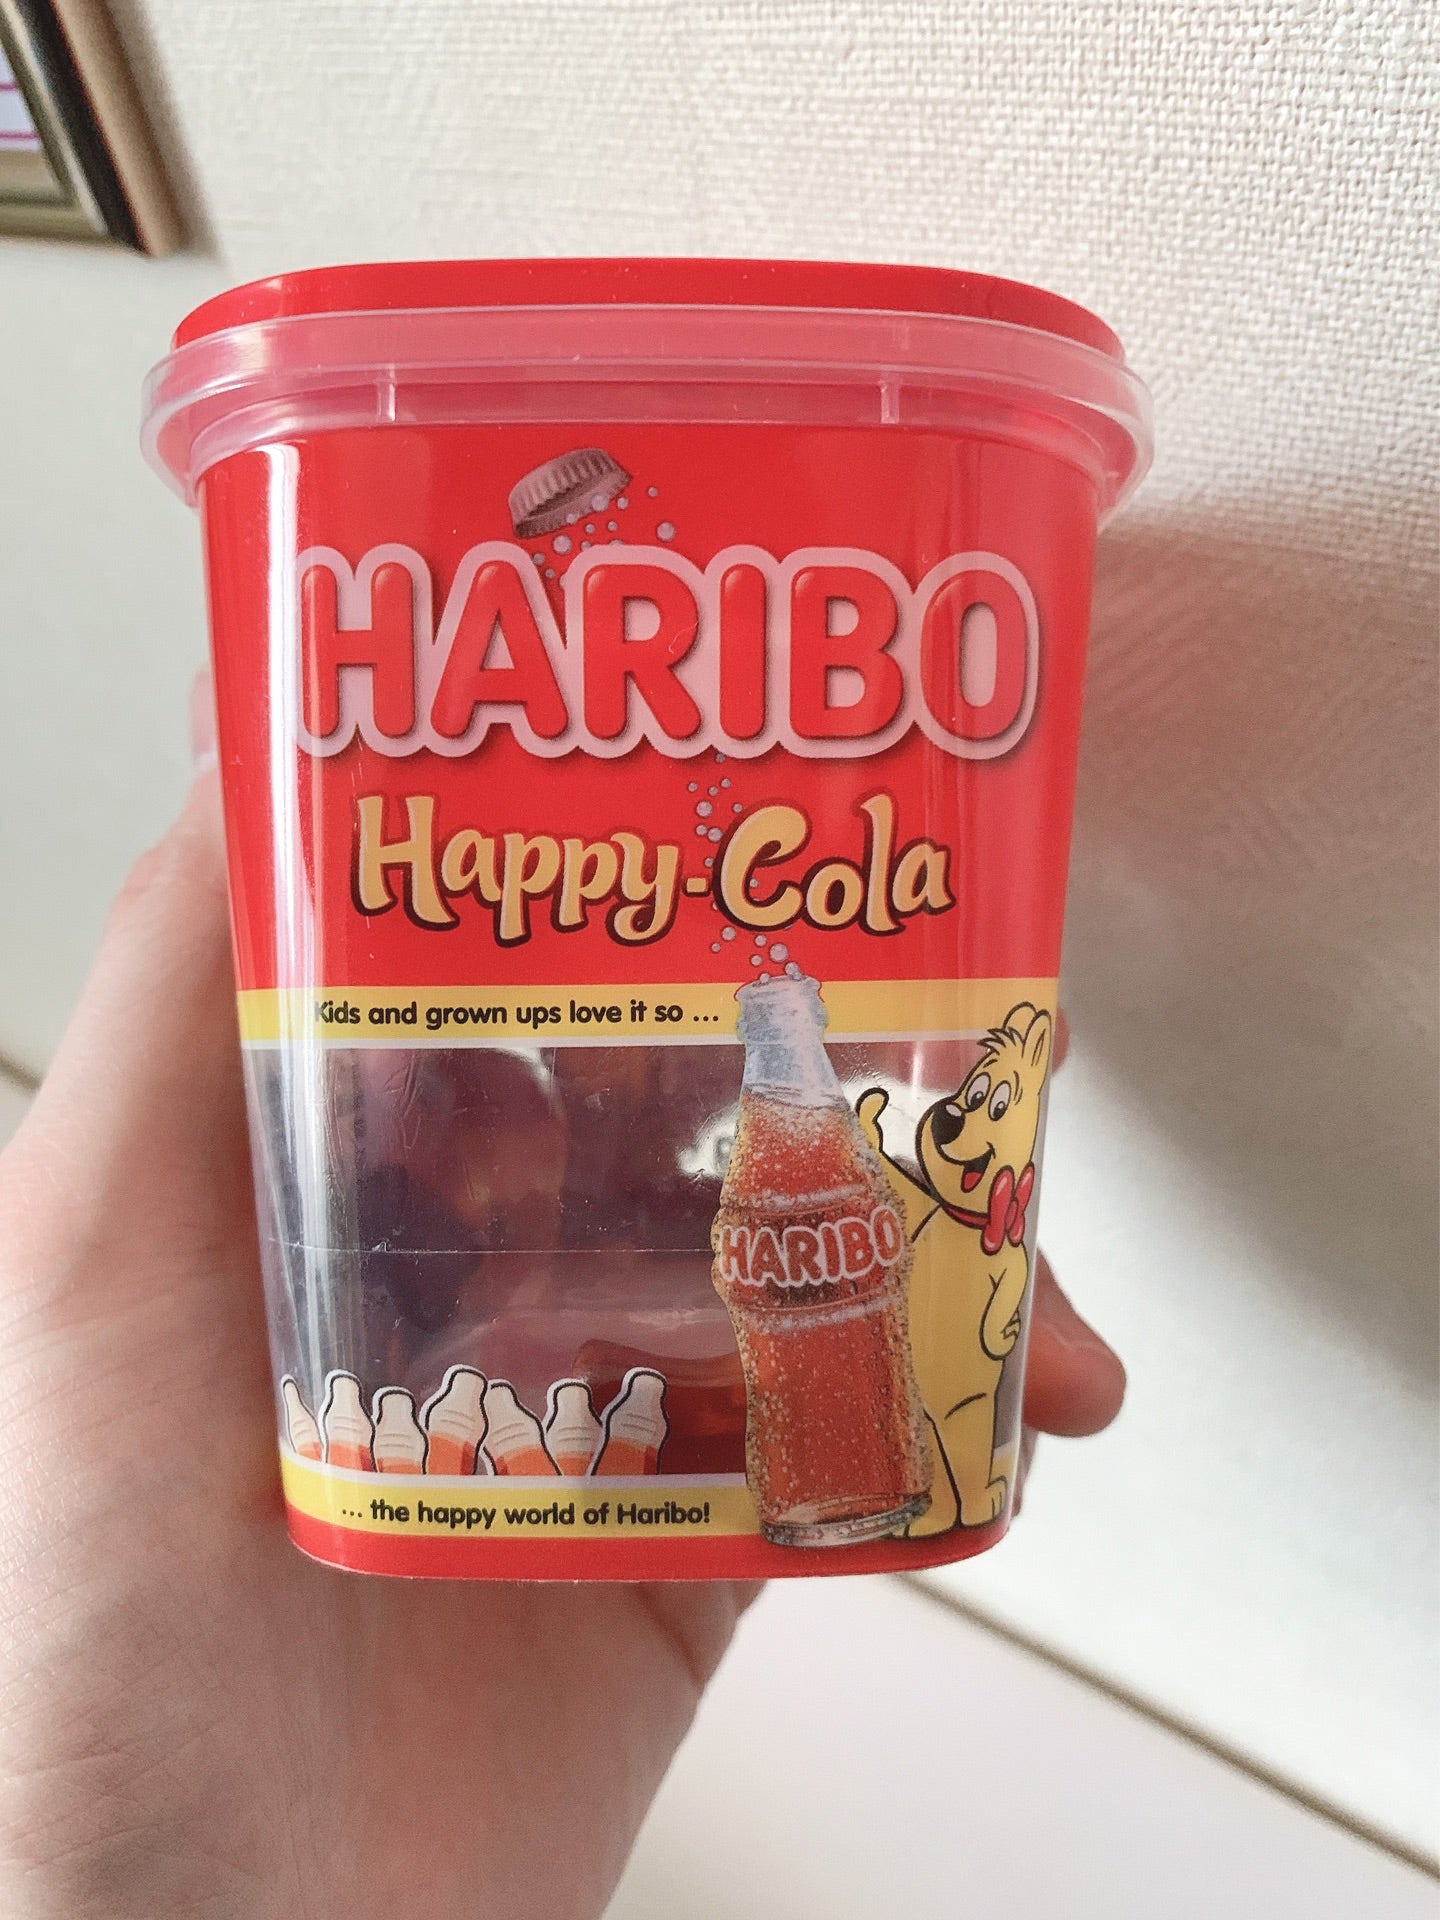 HARIBO
Happy-Cola
Kids and grown ups love it so ...
HARIBO
... the happy world of Haribo!